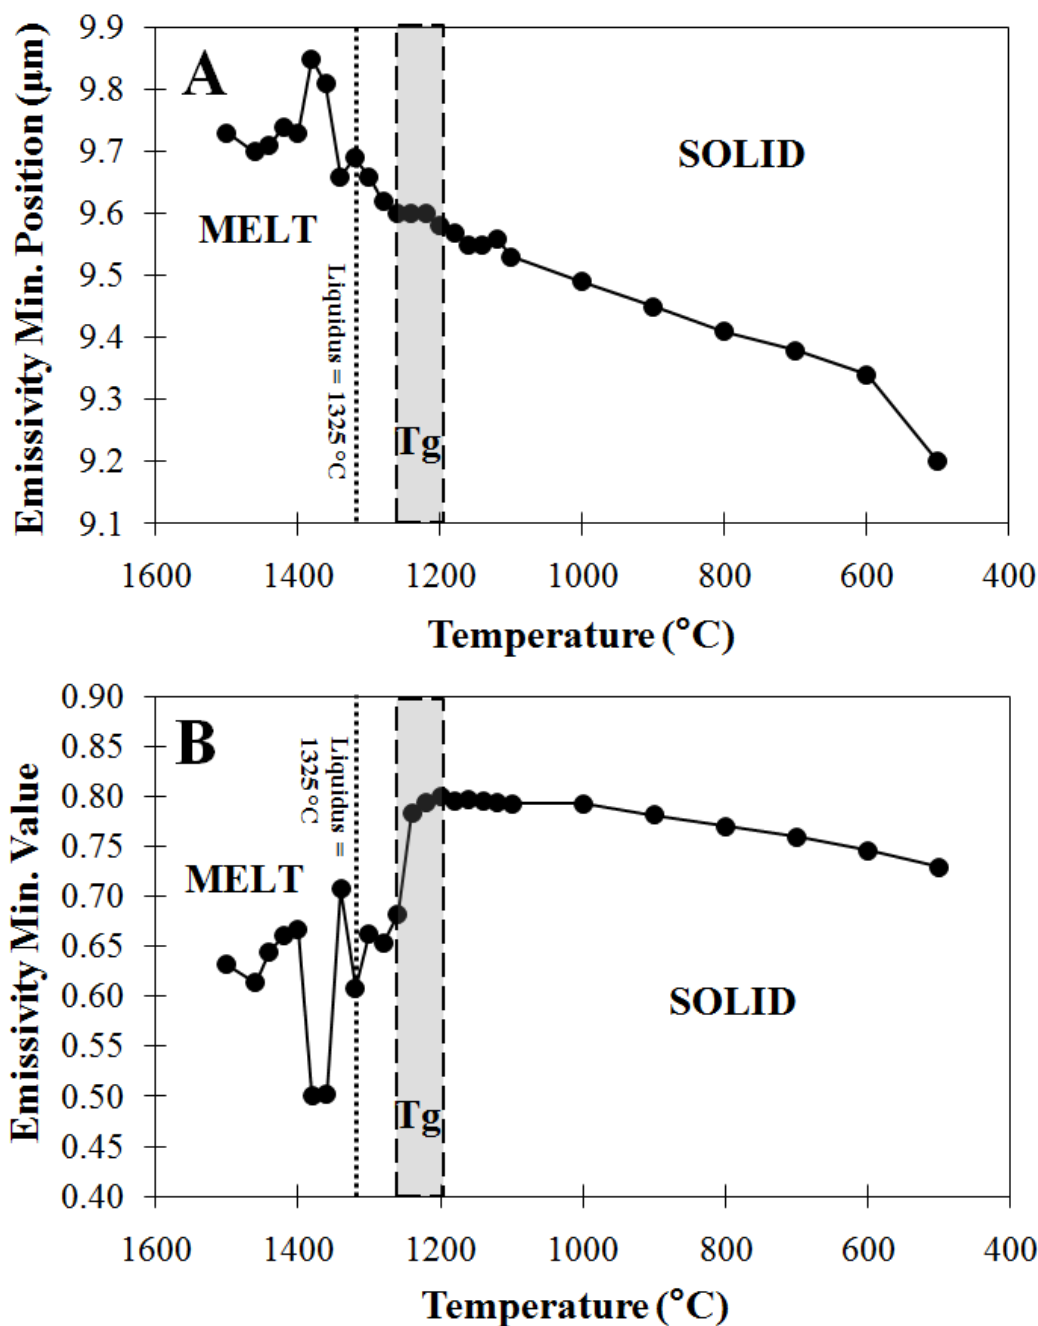 A
Emissivity Min. Position (µm)
9.9
9.8
9.7
9.6
9.5
9.4
9.3
9.2
9.1
MELT
SOLID
Liquidus = 1325 °C
Tg
1600
1400
1200
1000
800
600
400
Temperature (°C)
B
Emissivity Min. Value
0.90
0.85
0.80
0.75
0.70
0.65
0.60
0.55
0.50
0.45
0.40
MELT
SOLID
Liquidus =
1325 °C
Tg
1600
1400
1200
1000
800
600
400
Temperature (°C)